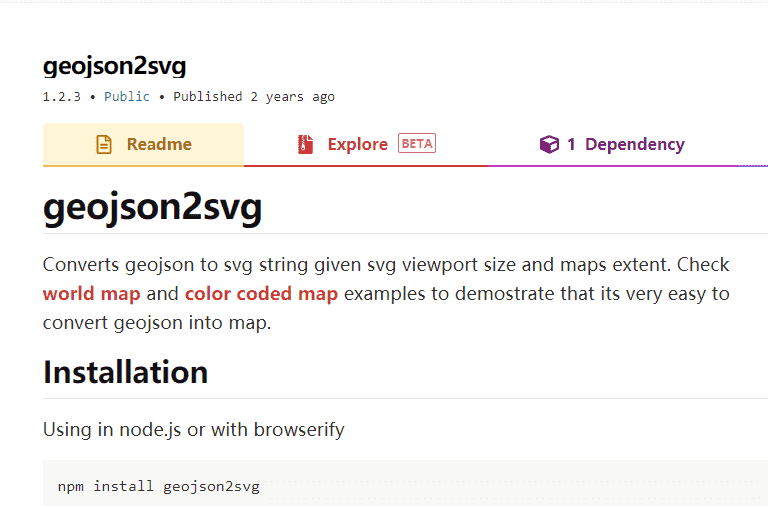 geojson2svg
1.2.3 • Public • Published 2 years ago
Readme
Explore BETA
1 Dependency
geojson2svg
Converts geojson to svg string given svg viewport size and maps extent. Check
world map and color coded map examples to demostrate that its very easy to
convert geojson into map.
Installation
Using in node.js or with browserify
npm install geojson2svg